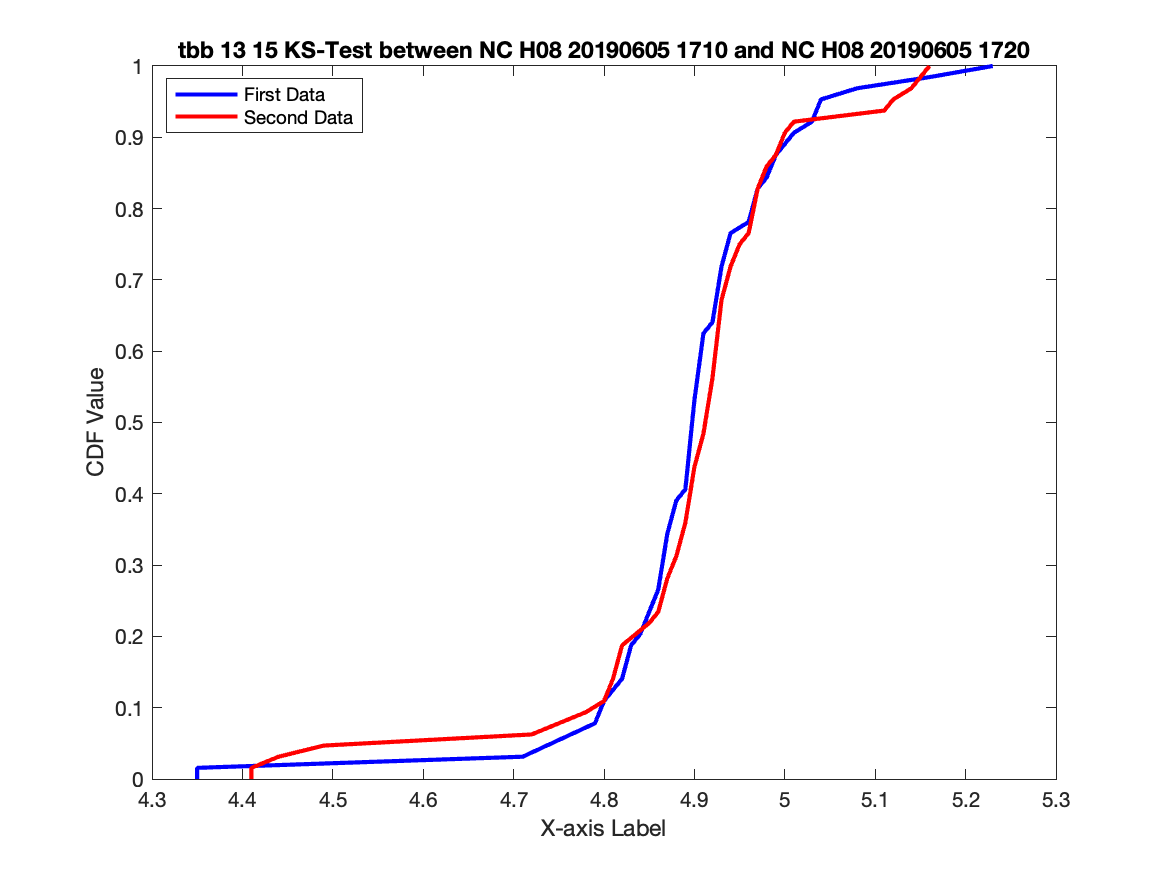 tbb 13 15 KS-Test between NC H08 20190605 1710 and NC H08 20190605 1720
First Data
Second Data
1
0.9
0.8
0.7
0.6
0.5
0.4
0.3
0.2
0.1
0
CDF Value
4.3 4.4 4.5 4.6 4.7 4.8 4.9 5 5.1 5.2 5.3
X-axis Label